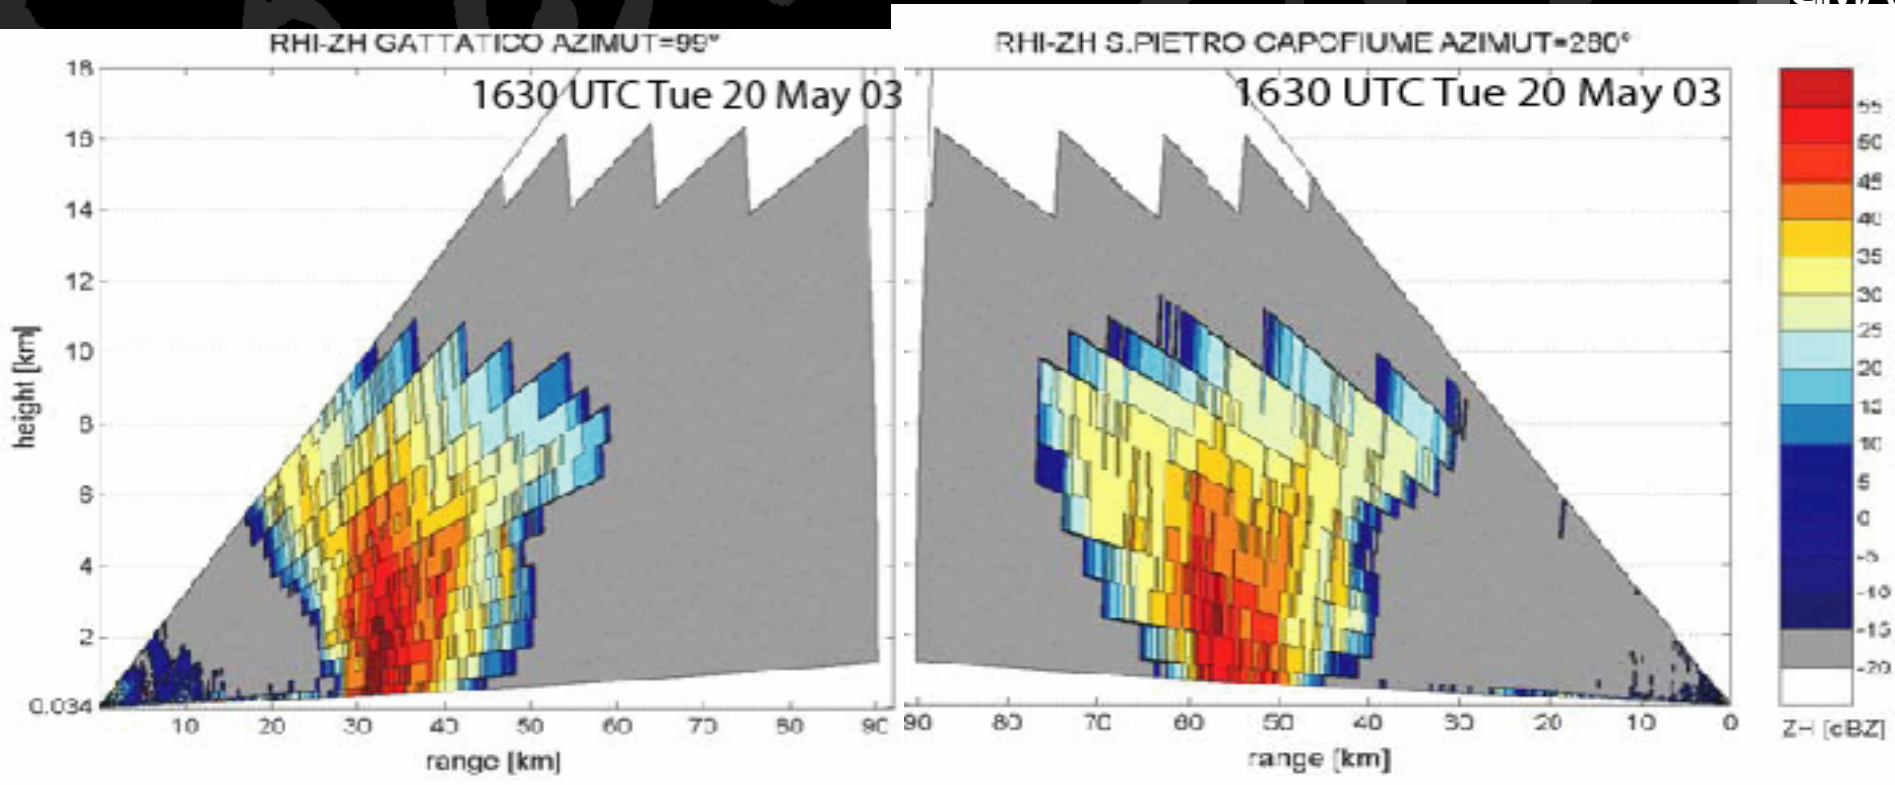 RHI-ZH GATTATICO AZIMUT=99°
1630 UTC Tue 20 May 03
18
16
14
12
10
8
6
4
2
0.034
height [km]
10 20 30 40 50 60 70 80 90
range [km]
RHI-ZH S.PIETRO CAPOFIUME AZIMUT=280°
1630 UTC Tue 20 May 03
90 80 70 60 50 40 30 20 10 0
range [km]
55
50
45
40
35
30
25
20
15
10
5
0
-5
-10
-15
-20
ZH [dBZ]